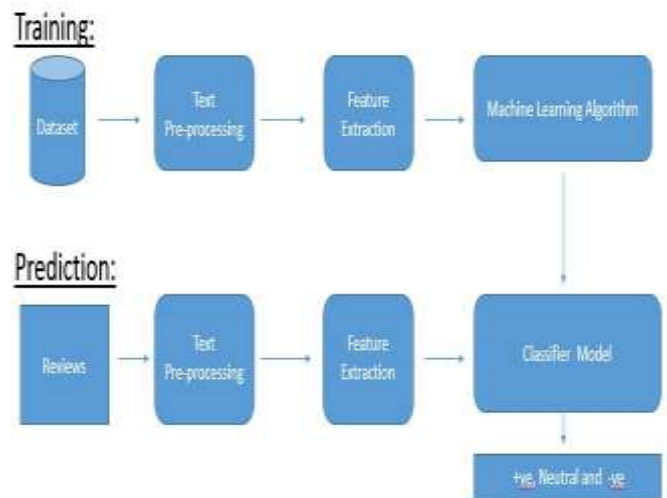 Training:
Dataset
Text
Pre-processing
Feature
Extraction
Machine Learning Algorithm
Prediction:
Reviews
Text
Pre-processing
Feature
Extraction
Classifier Model
+ve, Neutral and -ve